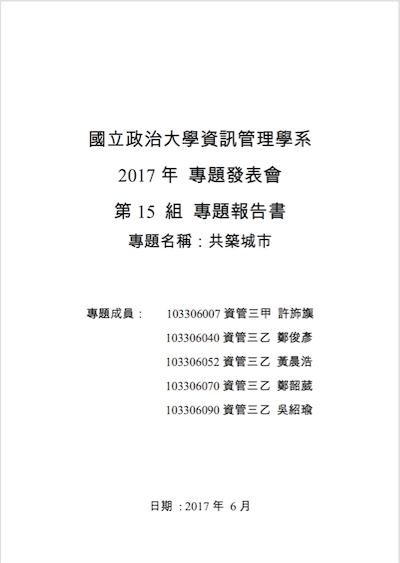 國立政治大學資訊管理學系
2017 年 專題發表會
第 15 組 專題報告書
專題名稱：共築城市
專題成員： 103306007 資管三甲 許斾旟
103306040 資管三乙 鄭俊彥
103306052 資管三乙 黃晨浩
103306070 資管三乙 鄭韶葳
103306090 資管三乙 吳紹瑜
日期 : 2017 年 6 月